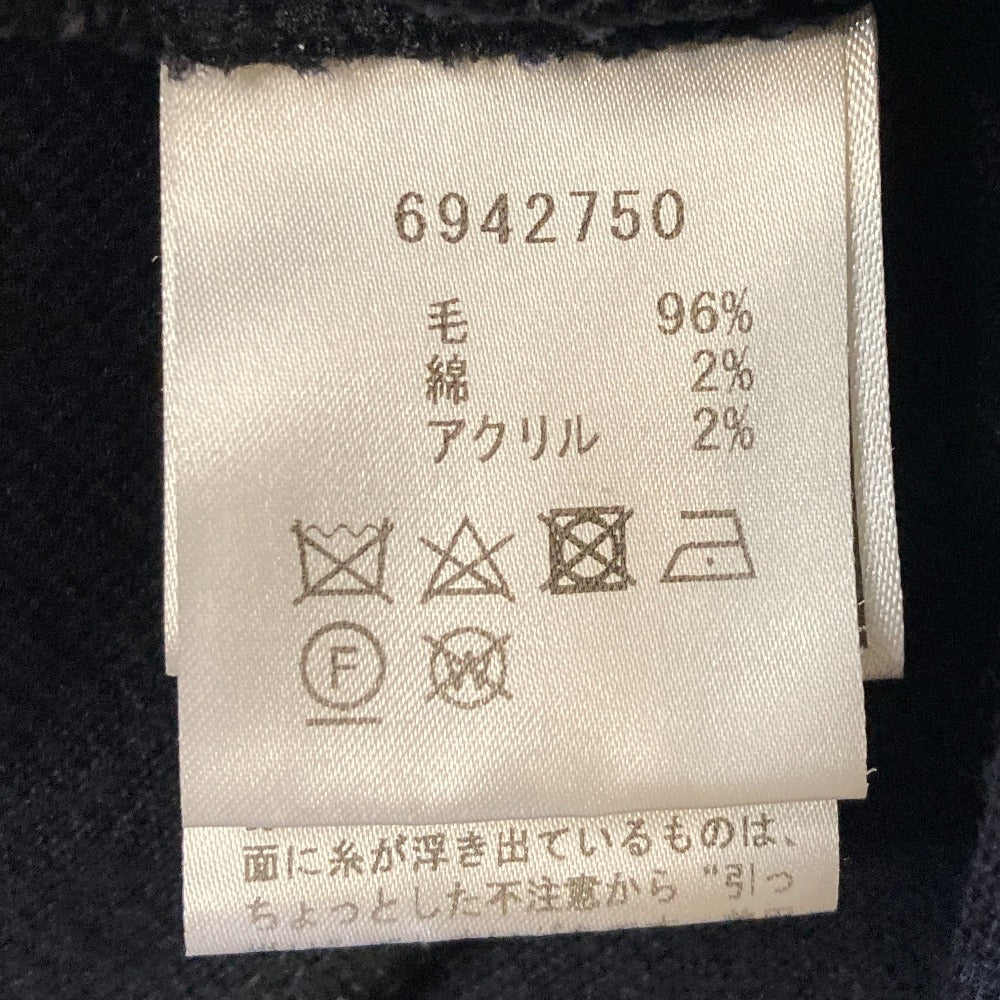 6942750
毛 96%
綿 2%
アクリル 2%
F
W
面に糸が浮き出ているものは、
ちょっとした不注意から“引っ